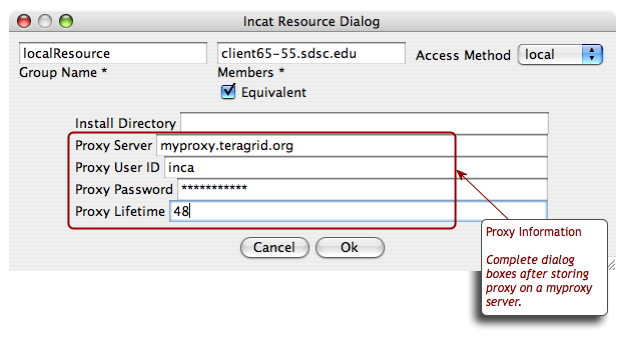 Incat Resource Dialog
localResource client65-55.sdsc.edu Access Method local
Group Name * Members *
Equivalent
Install Directory
Proxy Server myproxy.teragrid.org
Proxy User ID inca
Proxy Password ***********
Proxy Lifetime 48
Cancel Ok
Proxy Information
Complete dialog
boxes after storing
proxy on a myproxy
server.